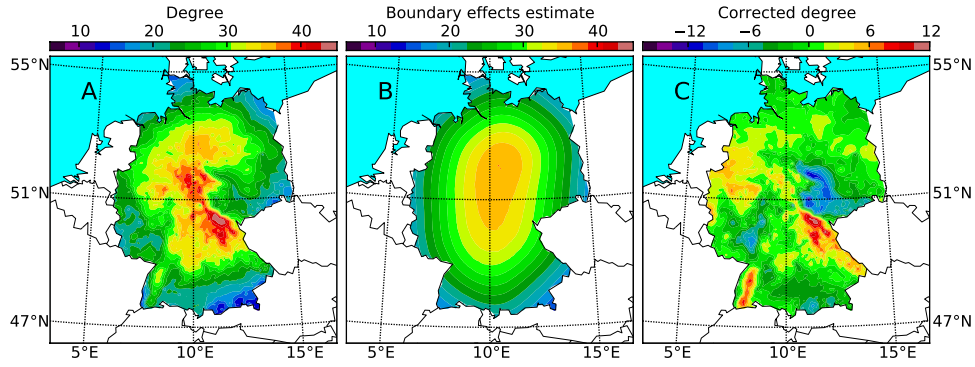 Degree Boundary effects estimate Corrected degree
10 20 30 40 10 20 30 40 −12 −6 0 6 12
55°N A B C 55°N
51°N 51°N
47°N 47°N
5°E 10°E 15°E 5°E 10°E 15°E 5°E 10°E 15°E